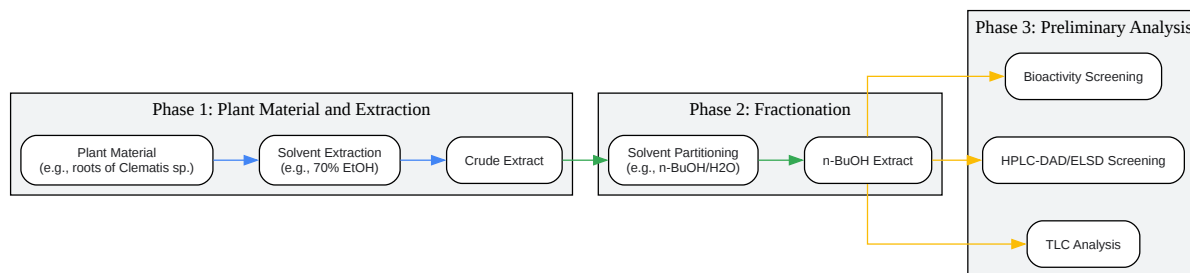 Phase 1: Plant Material and Extraction
Plant Material
(e.g., roots of Clematis sp.)
Solvent Extraction
(e.g., 70% EtOH)
Crude Extract
Phase 2: Fractionation
Solvent Partitioning
(e.g., n-BuOH/H2O)
n-BuOH Extract
Phase 3: Preliminary Analysis
Bioactivity Screening
HPLC-DAD/ELSD Screening
TLC Analysis